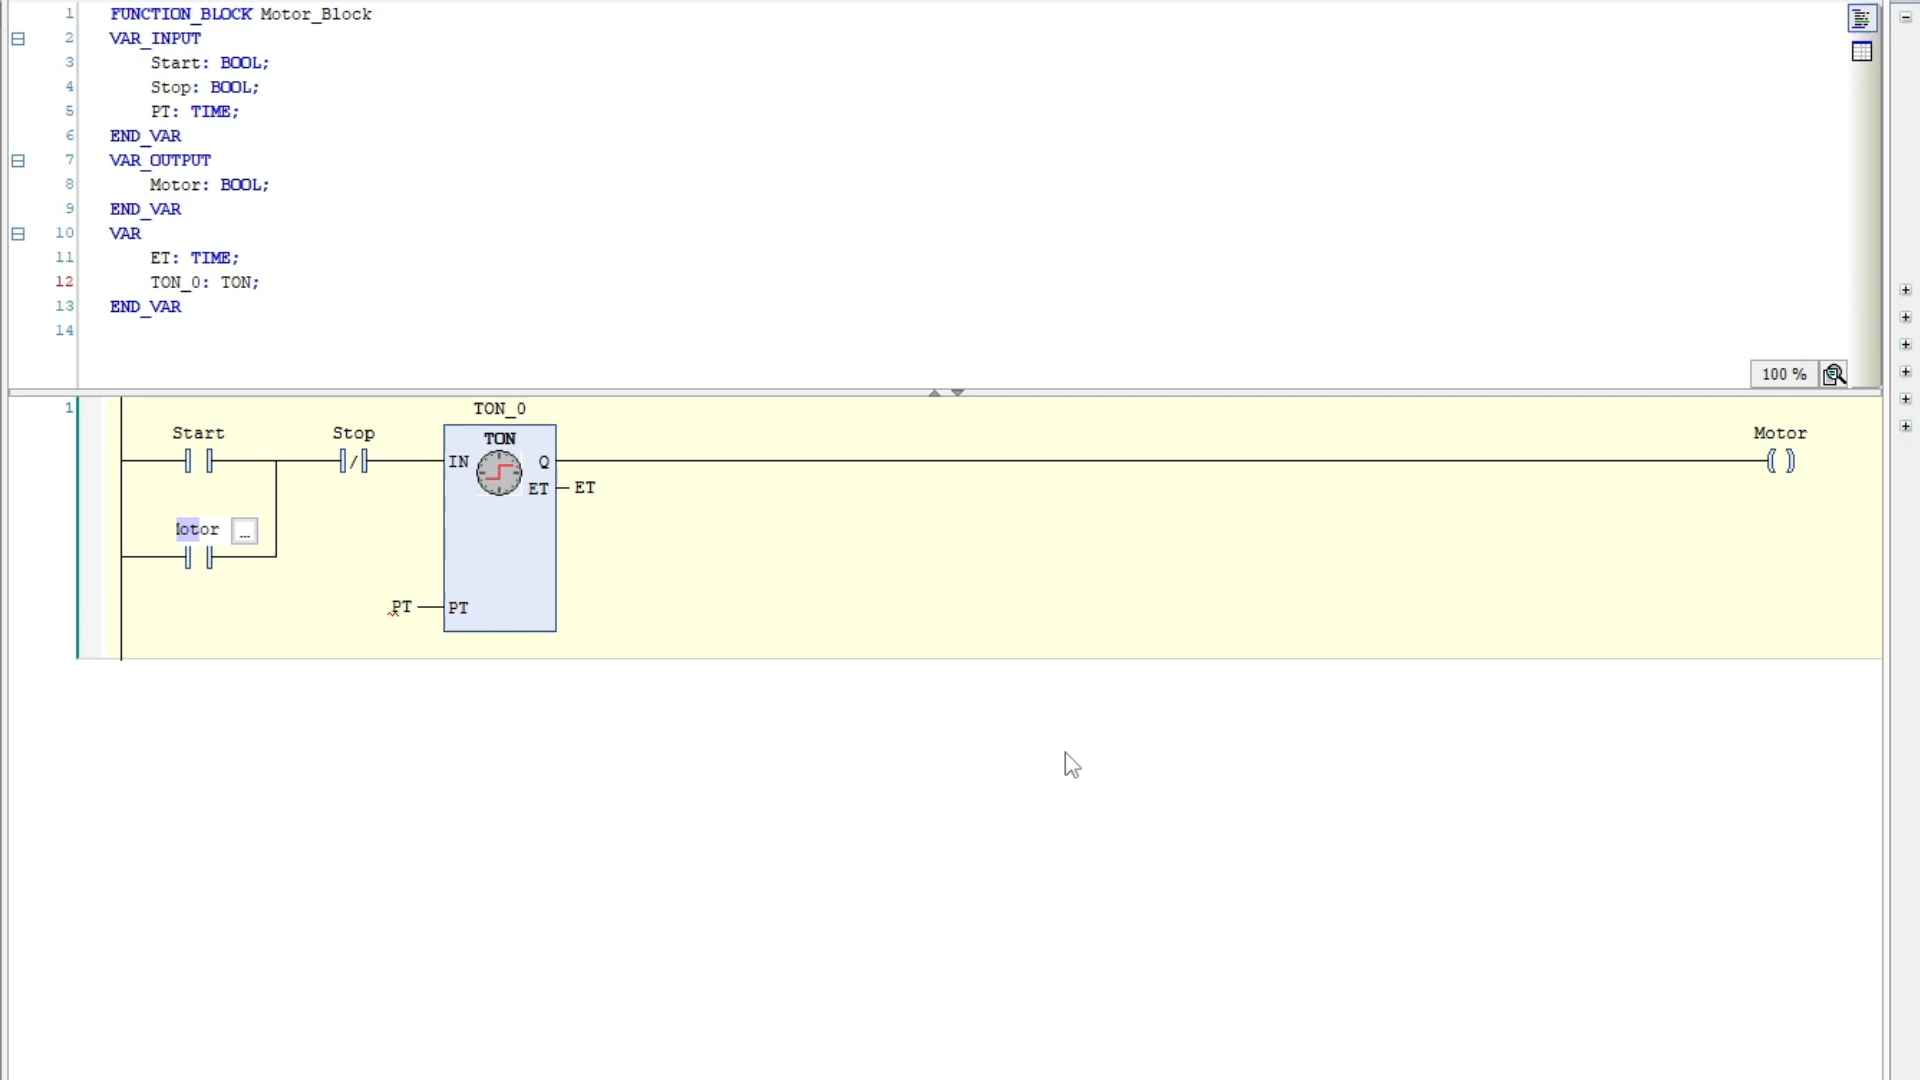 1 FUNCTION_BLOCK Motor_Block
2 VAR_INPUT
3 Start: BOOL;
4 Stop: BOOL;
5 PT: TIME;
6 END_VAR
7 VAR_OUTPUT
8 Motor: BOOL;
9 END_VAR
10 VAR
11 ET: TIME;
12 TON_0: TON;
13 END_VAR
14
100 %
1
TON_0
Start Stop TON Motor
IN Q
ET ET
otor ...
PT PT